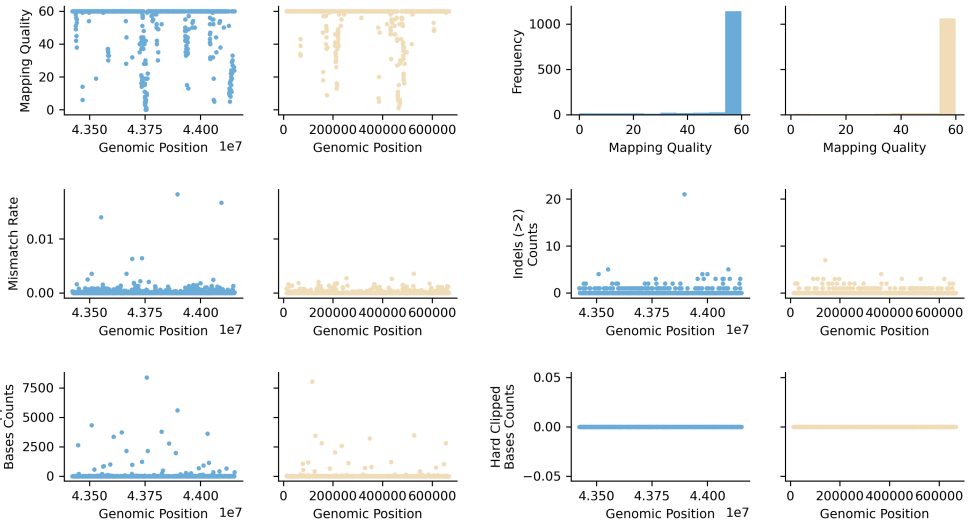 Mapping Quality
60
40
20
0
4.350 4.375 4.400
Genomic Position 1e7
0 200000 400000 600000
Genomic Position
Frequency
1000
500
0
0 20 40 60
Mapping Quality
0 20 40 60
Mapping Quality
Mismatch Rate
0.01
0.00
4.350 4.375 4.400
Genomic Position 1e7
0 200000 400000 600000
Genomic Position
Indels (>2)
Counts
20
10
0
4.350 4.375 4.400
Genomic Position 1e7
0 200000 400000 600000
Genomic Position
Bases Counts
7500
5000
2500
0
4.350 4.375 4.400
Genomic Position 1e7
0 200000 400000 600000
Genomic Position
Hard Clipped
Bases Counts
0.05
0.00
−0.05
4.350 4.375 4.400
Genomic Position 1e7
0 200000 400000 600000
Genomic Position